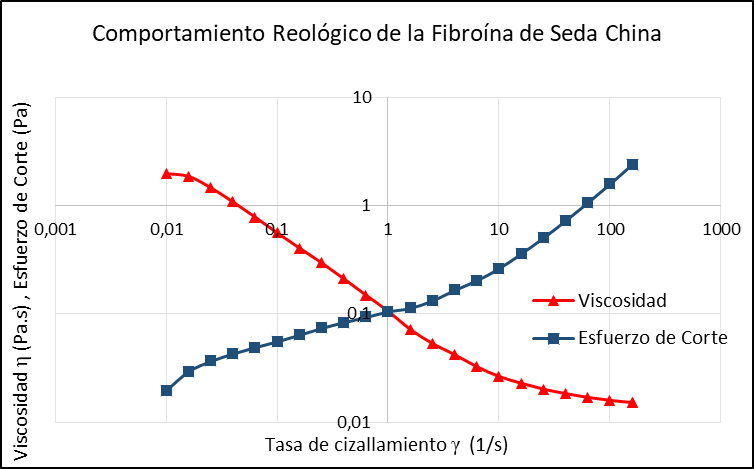 Comportamiento Reológico de la Fibroína de Seda China
Viscosidad η (Pa.s) , Esfuerzo de Corte (Pa)
10
1
0,1
0,01
0,001
0,01
0,1
1
10
100
1000
Viscosidad
Esfuerzo de Corte
Tasa de cizallamiento γ (1/s)